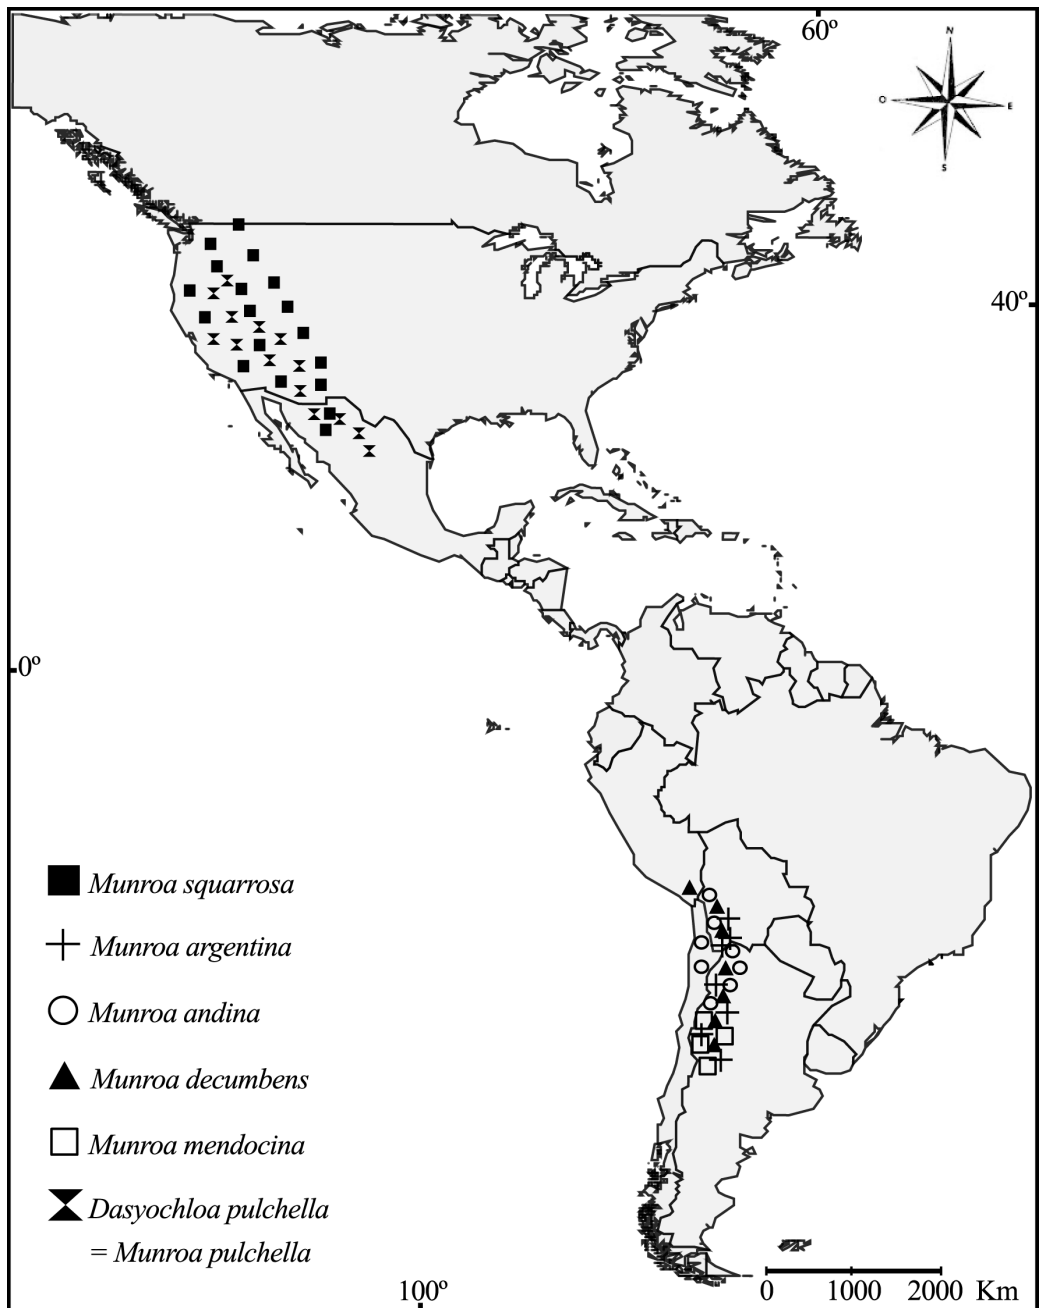 60º
N
O
E
S
40º
0º
Munroa squarrosa
Munroa argentina
Munroa andina
Munroa decumbens
Munroa mendocina
Dasyochloa pulchella
= Munroa pulchella
0 1000 2000 Km
100º